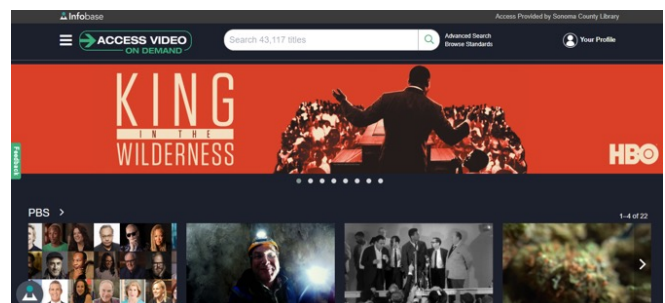 Infobase
Access Provided by Sonoma County Library
ACCESS VIDEO
ON DEMAND
Search 43,117 titles
Advanced Search
Browse Standards
Your Profile
KING
IN THE
WILDERNESS
HBO
Feedback
PBS >
1–4 of 22